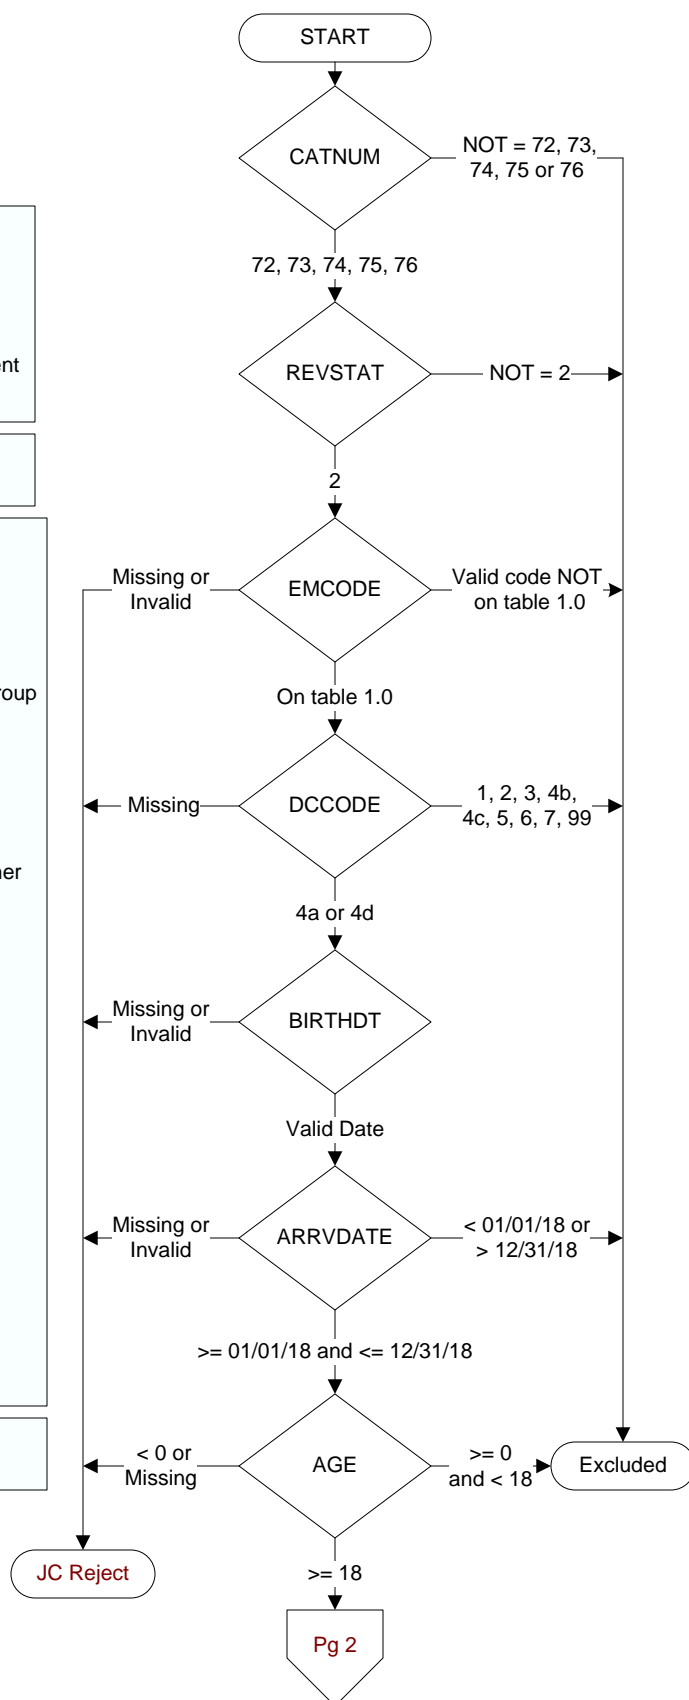 START
CATNUM
NOT = 72, 73,
74, 75 or 76
72, 73, 74, 75, 76
REVSTAT
NOT = 2
2
Missing or
Invalid
EMCODE
Valid code NOT
on table 1.0
On table 1.0
Missing
DCCODE
1, 2, 3, 4b,
4c, 5, 6, 7, 99
4a or 4d
Missing or
Invalid
BIRTHDT
Valid Date
Missing or
Invalid
ARRVDATE
< 01/01/18 or
> 12/31/18
>= 01/01/18 and <= 12/31/18
< 0 or
Missing
AGE
>= 0
and < 18
Excluded
JC Reject
>= 18
Pg 2